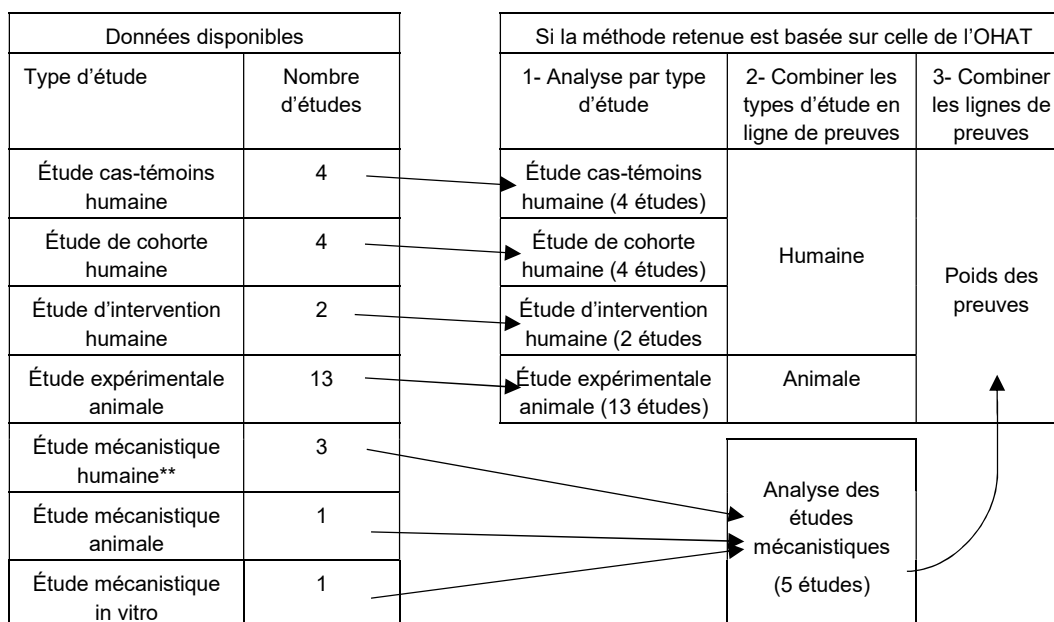 Données disponibles
Type d'étude
Nombre
d'études
Étude cas-témoins
humaine
4
Étude de cohorte
humaine
4
Étude d'intervention
humaine
2
Étude expérimentale
animale
13
Étude mécanistique
humaine**
3
Étude mécanistique
animale
1
Étude mécanistique
in vitro
1
Si la méthode retenue est basée sur celle de l'OHAT
1- Analyse par type
d'étude
2- Combiner les
types d'étude en
ligne de preuves
3- Combiner
les lignes de
preuves
Étude cas-témoins
humaine (4 études)
Étude de cohorte
humaine (4 études)
Étude d'intervention
humaine (2 études
Étude expérimentale
animale (13 études)
Humaine
Animale
Poids des
preuves
Analyse des
études
mécanistiques
(5 études)